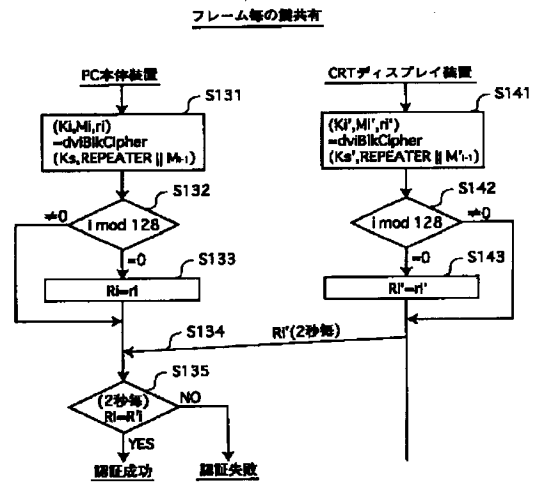 フレーム毎の鍵共有
PC本体装置
S131
(Ki,Mi,ri)
=dviBlkCipher
(Ks,REPEATER || Mi-1)
S132
i mod 128
≠0
=0
S133
Ri=ri
CRTディスプレイ装置
S141
(Ki',Mi',ri')
=dviBlkCipher
(Ks',REPEATER || M'i-1)
S142
i mod 128
≠0
=0
S143
Ri'=ri'
S134
Ri'(2秒毎)
S135
(2秒毎)
Ri=R'i
NO
YES
認証成功
認証失敗